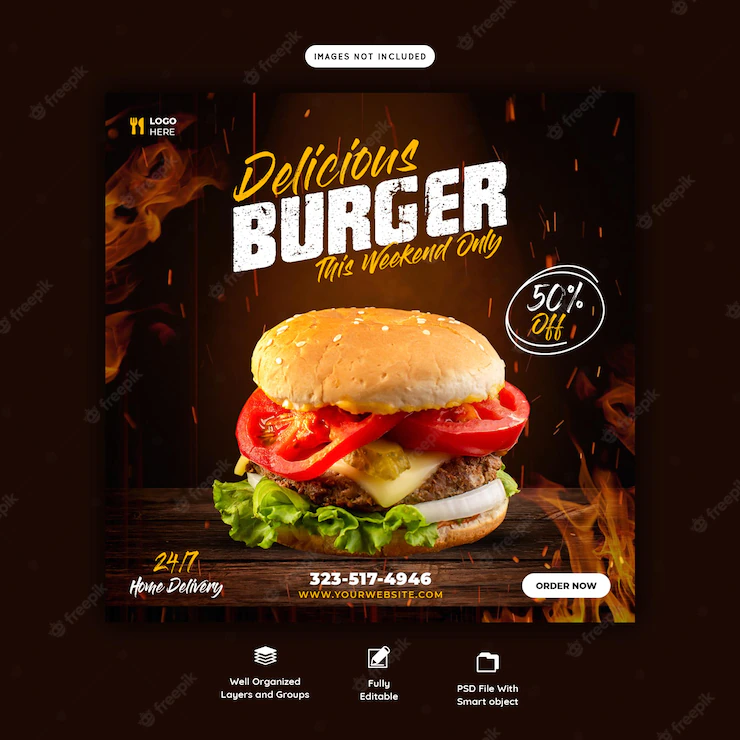 IMAGES NOT INCLUDED
LOGO
HERE
Delicious
BURGER
This Weekend Only
50%
Off
24/7
Home Delivery
323-517-4946
WWW.YOURWEBSITE.COM
ORDER NOW
Well Organized
Layers and Groups
Fully
Editable
PSD File With
Smart object
freepik